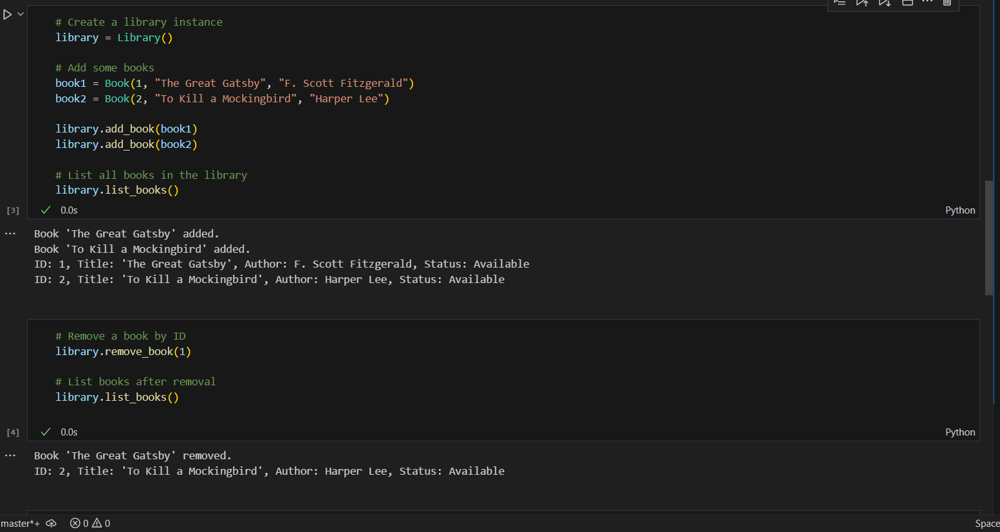 # Create a library instance
library = Library()
# Add some books
book1 = Book(1, "The Great Gatsby", "F. Scott Fitzgerald")
book2 = Book(2, "To Kill a Mockingbird", "Harper Lee")
library.add_book(book1)
library.add_book(book2)
# List all books in the library
library.list_books()
[3] 0.0s Python
Book 'The Great Gatsby' added.
Book 'To Kill a Mockingbird' added.
ID: 1, Title: 'The Great Gatsby', Author: F. Scott Fitzgerald, Status: Available
ID: 2, Title: 'To Kill a Mockingbird', Author: Harper Lee, Status: Available
# Remove a book by ID
library.remove_book(1)
# List books after removal
library.list_books()
[4] 0.0s Python
Book 'The Great Gatsby' removed.
ID: 2, Title: 'To Kill a Mockingbird', Author: Harper Lee, Status: Available
master*+ 0 0 Space